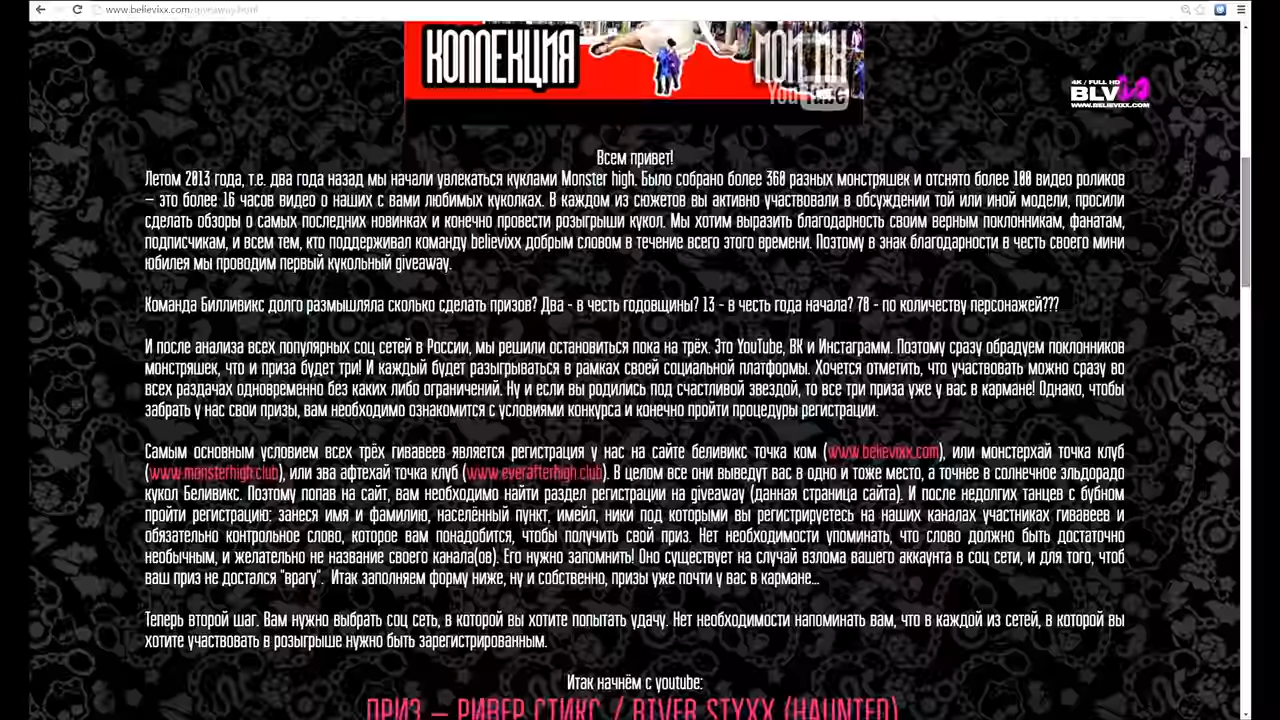 www.believixx.com/giveaway.html
КОЛЛЕКЦИЯ
МОИ МХ
YouTube
4K / FULL HD
BLV
WWW.BELIEVIXX.COM
Всем привет!
Летом 2013 года, т.е. два года назад мы начали увлекаться куклами Monster high. Было собрано более 360 разных монстряшек и отснято более 100 видео роликов
– это более 16 часов видео о наших с вами любимых куколках. В каждом из сюжетов вы активно участвовали в обсуждении той или иной модели, просили
сделать обзоры о самых последних новинках и конечно провести розыгрыши кукол. Мы хотим выразить благодарность своим верным поклонникам, фанатам,
подписчикам, и всем тем, кто поддерживал команду believixx добрым словом в течение всего этого времени. Поэтому в знак благодарности в честь своего мини
юбилея мы проводим первый кукольный giveaway.
Команда Билливикс долго размышляла сколько сделать призов? Два - в честь годовщины? 13 - в честь года начала? 78 - по количеству персонажей???
И после анализа всех популярных соц сетей в России, мы решили остановиться пока на трёх. Это YouTube, ВК и Инстаграмм. Поэтому сразу обрадуем поклонников
монстряшек, что и приза будет три! И каждый будет разыгрываться в рамках своей социальной платформы. Хочется отметить, что участвовать можно сразу во
всех раздачах одновременно без каких либо ограничений. Ну и если вы родились под счастливой звездой, то все три приза уже у вас в кармане! Однако, чтобы
забрать у нас свои призы, вам необходимо ознакомится с условиями конкурса и конечно пройти процедуры регистрации.
Самым основным условием всех трёх гивавеев является регистрация у нас на сайте беливикс точка ком (www.believixx.com), или монстерхай точка клуб
(www.monsterhigh.club), или эва афтехай точка клуб (www.everafterhigh.club). В целом все они выведут вас в одно и тоже место, а точнее в солнечное эльдорадо
кукол Беливикс. Поэтому попав на сайт, вам необходимо найти раздел регистрации на giveaway (данная страница сайта). И после недолгих танцев с бубном
пройти регистрацию: занеся имя и фамилию, населённый пункт, имейл, ники под которыми вы регистрируетесь на наших каналах участниках гивавеев и
обязательно контрольное слово, которое вам понадобится, чтобы получить свой приз. Нет необходимости упоминать, что слово должно быть достаточно
необычным, и желательно не название своего канала(ов). Его нужно запомнить! Оно существует на случай взлома вашего аккаунта в соц сети, и для того, чтоб
ваш приз не достался "врагу". Итак заполняем форму ниже, ну и собственно, призы уже почти у вас в кармане...
Теперь второй шаг. Вам нужно выбрать соц сеть, в которой вы хотите попытать удачу. Нет необходимости напоминать вам, что в каждой из сетей, в которой вы
хотите участвовать в розыгрыше нужно быть зарегистрированным.
Итак начнём с youtube:
ПРИЗ – РИВЕР СТИКС / RIVER STYXX (HAUNTED)